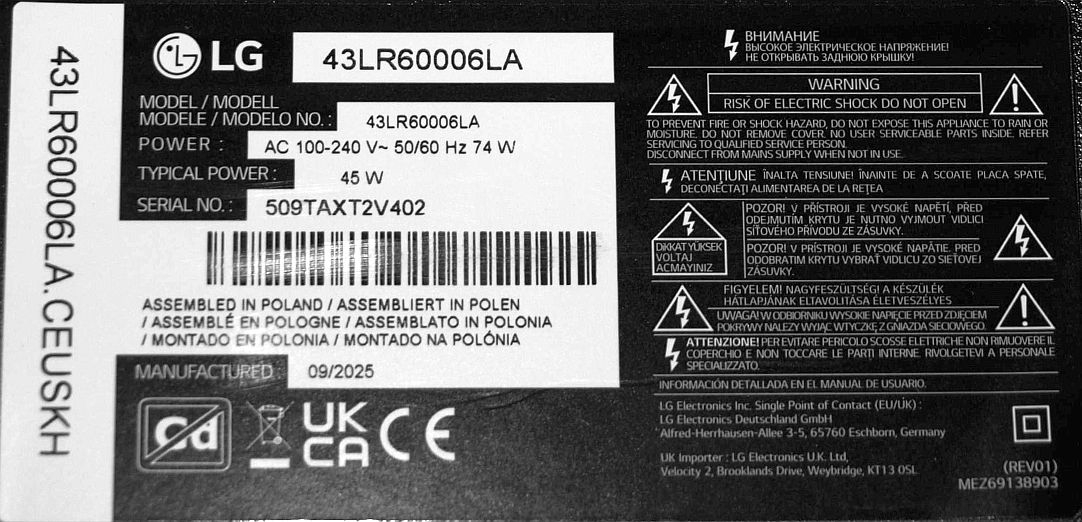 43LR60006LA.CEUSKH
LG
43LR60006LA
MODEL / MODELL
MODELE / MODELO NO. : 43LR60006LA
POWER : AC 100-240 V~ 50/60 Hz 74 W
TYPICAL POWER : 45 W
SERIAL NO. : 509TAXT2V402
ASSEMBLED IN POLAND / ASSEMBLIERT IN POLEN
/ ASSEMBLÉ EN POLOGNE / ASSEMBLATO IN POLONIA
/ MONTADO EN POLONIA / MONTADO NA POLÓNIA
MANUFACTURED : 09/2025
Cd
UK
CA CE
ВНИМАНИЕ
ВЫСОКОЕ ЭЛЕКТРИЧЕСКОЕ НАПРЯЖЕНИЕ!
НЕ ОТКРЫВАТЬ ЗАДНЮЮ КРЫШКУ!
WARNING
RISK OF ELECTRIC SHOCK DO NOT OPEN
TO PREVENT FIRE OR SHOCK HAZARD, DO NOT EXPOSE THIS APPLIANCE TO RAIN OR
MOISTURE. DO NOT REMOVE COVER. NO USER SERVICEABLE PARTS INSIDE. REFER
SERVICING TO QUALIFIED SERVICE PERSON.
DISCONNECT FROM MAINS SUPPLY WHEN NOT IN USE.
ATENȚIUNE ÎNALTA TENSIUNE! ÎNAINTE DE A SCOATE PLACA SPATE,
DECONECTAȚI ALIMENTAREA DE LA REȚEA
DIKKAT YÜKSEK
VOLTAJ
ACMAYINIZ
POZOR! V PŘÍSTROJI JE VYSOKÉ NAPĚTÍ, PŘED
ODEJMUTÍM KRYTU JE NUTNO VYJMOUT VIDLICI
SÍŤOVÉHO PŘÍVODU ZE ZÁSUVKY.
POZOR! V PRÍSTROJI JE VYSOKÉ NAPÄTIE. PRED
ODOBRATIM KRYTU VYBRAŤ VIDLICU ZO SIEŤOVEJ
ZÁSUVKY.
FIGYELEM! NAGYFESZÜLTSÉG! A KÉSZÜLÉK
HÁTLAPJÁNAK ELTAVOLÍTÁSA ÉLETVESZÉLYES
UWAGA! W ODBIORNIKU WYSOKIE NAPIĘCIE PRZED ZDJĘCIEM
POKRYWY NALEŻY WYJĄĆ WTYCZKĘ Z GNIAZDA SIECIOWEGO.
ATTENZIONE! PER EVITARE PERICOLO SCOSSE ELETTRICHE NON RIMUOVERE IL
COPERCHIO E NON TOCCARE LE PARTI INTERNE. RIVOLGETEVI A PERSONALE
SPECIALIZZATO.
INFORMACIÓN DETALLADA EN EL MANUAL DE USUARIO.
LG Electronics Inc. Single Point of Contact (EU/UK) :
LG Electronics Deutschland GmbH
Alfred-Herrhausen-Allee 3-5, 65760 Eschborn, Germany
UK Importer : LG Electronics U.K. Ltd,
Velocity 2, Brooklands Drive, Weybridge, KT13 0SL
(REV01)
MEZ69138903